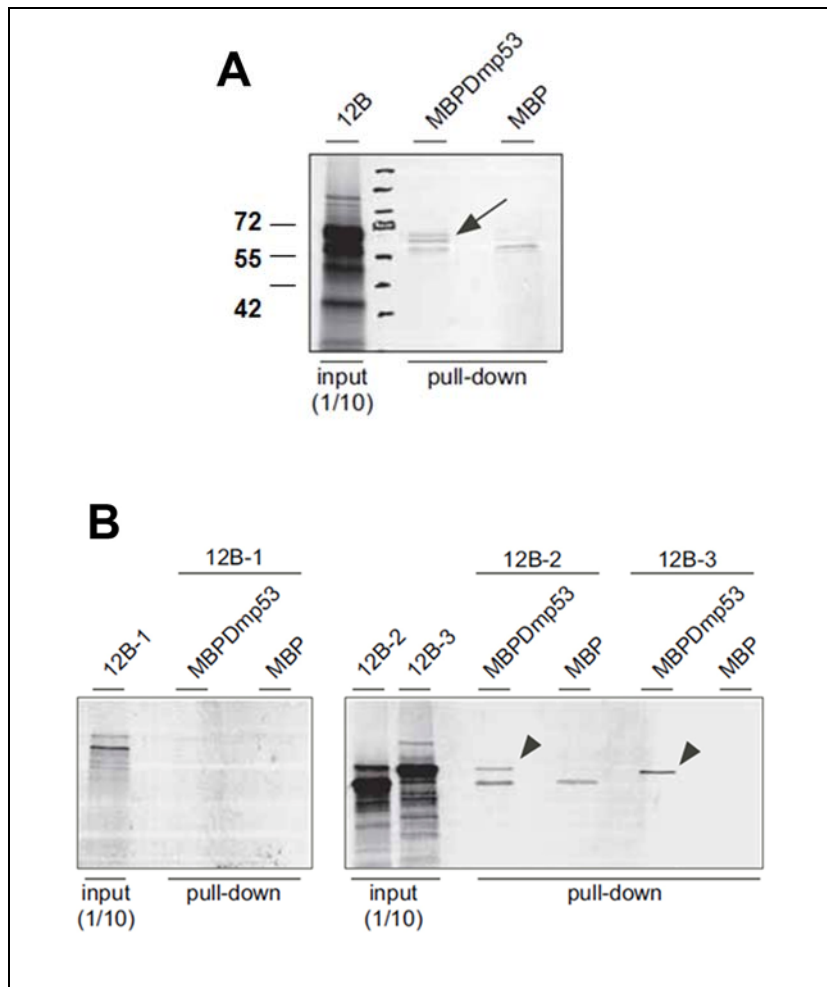 A
12B MBPDmp53 MBP
72
55
42
input pull-down
(1/10)
B
12B-1 12B-2 12B-3
12B-1 MBPDmp53 MBP 12B-2 12B-3 MBPDmp53 MBP MBPDmp53 MBP
input pull-down input pull-down
(1/10) (1/10)